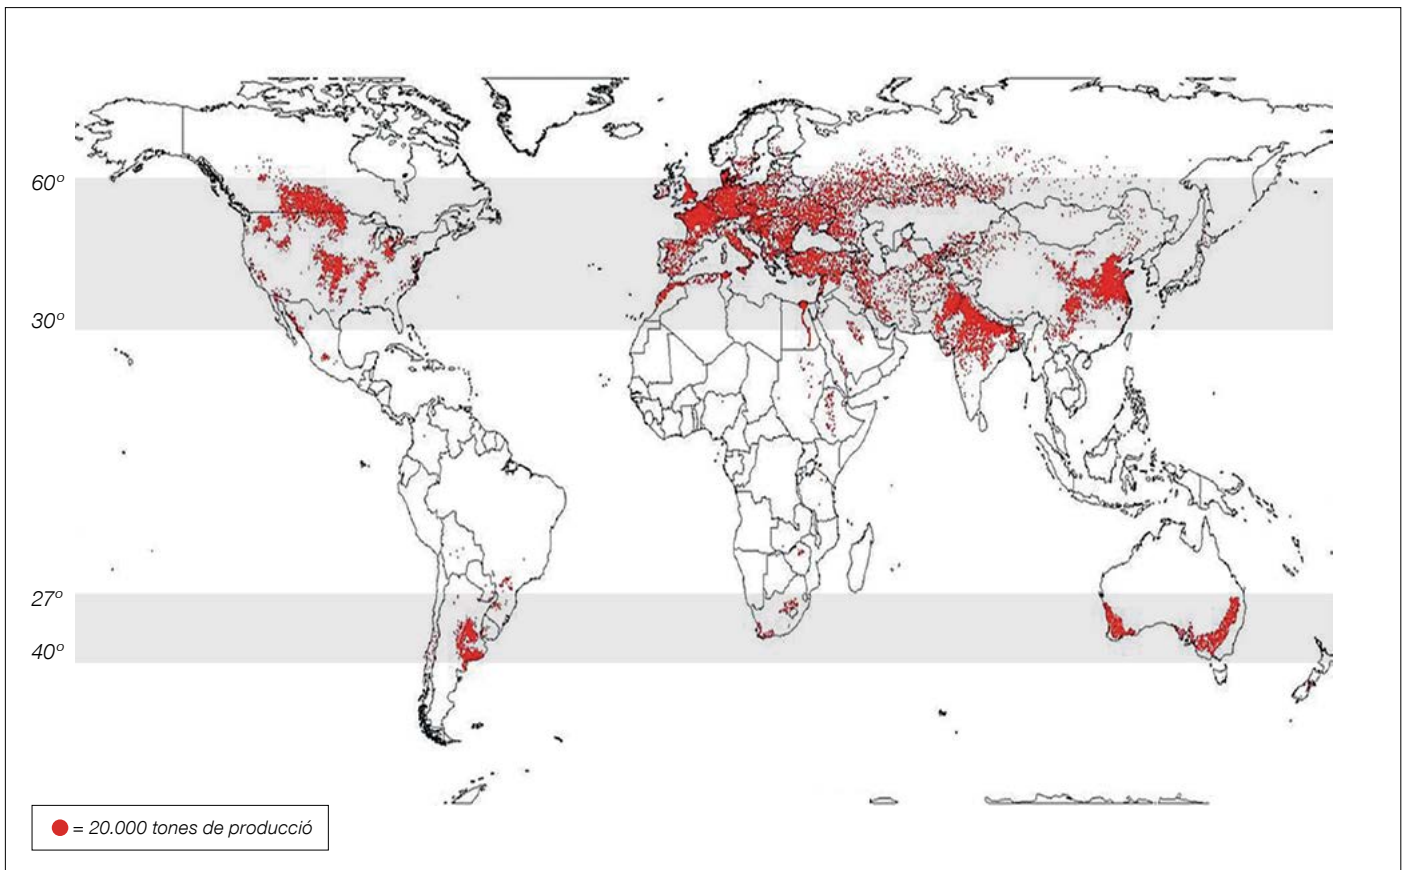 60º
30º
27º
40º
= 20.000 tones de producció